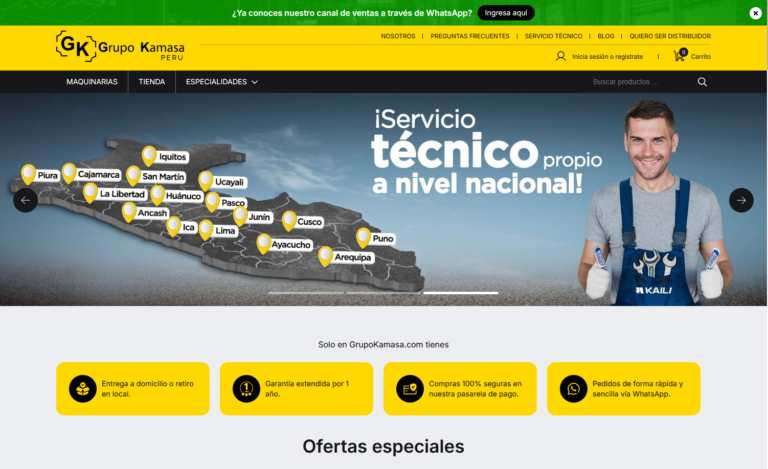 ¿Ya conoces nuestro canal de ventas a través de WhatsApp? Ingresa aquí
GK Grupo Kamasa
PERU
NOSOTROS | PREGUNTAS FRECUENTES | SERVICIO TÉCNICO | BLOG | QUIERO SER DISTRIBUIDOR
Inicia sesión o registrate | 0 Carrito
MAQUINARIAS | TIENDA | ESPECIALIDADES
Buscar productos ...
¡Servicio
técnico propio
a nivel nacional!
Iquitos
Piura
Cajamarca
San Martín
Ucayali
La Libertad
Huánuco
Pasco
Ancash
Junín
Cusco
Ica
Lima
Ayacucho
Puno
Arequipa
KAILI
Solo en GrupoKamasa.com tienes
Entrega a domicilio o retiro
en local.
1
Garantía extendida por 1
año.
Compras 100% seguras en
nuestra pasarela de pago.
Pedidos de forma rápida y
sencilla vía WhatsApp.
Ofertas especiales